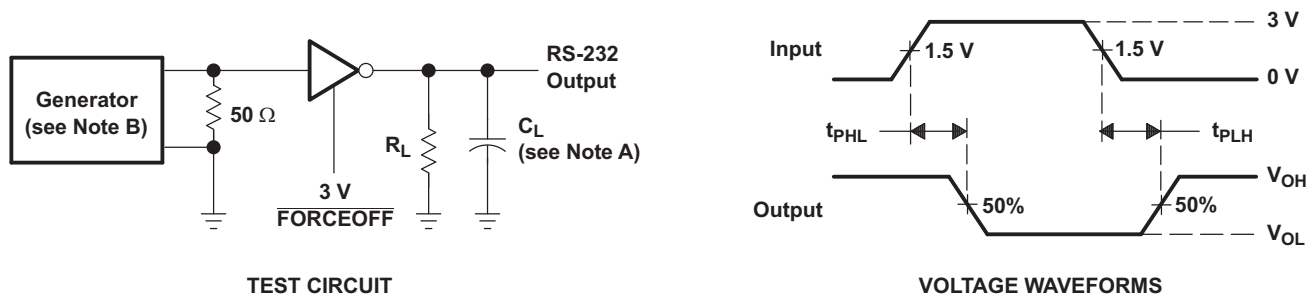 Generator
(see Note B)
50 Ω
3 V
FORCEOFF
R_L
C_L
(see Note A)
RS-232
Output
TEST CIRCUIT
Input
1.5 V
1.5 V
3 V
0 V
t_PHL
t_PLH
Output
50%
50%
V_OH
V_OL
VOLTAGE WAVEFORMS